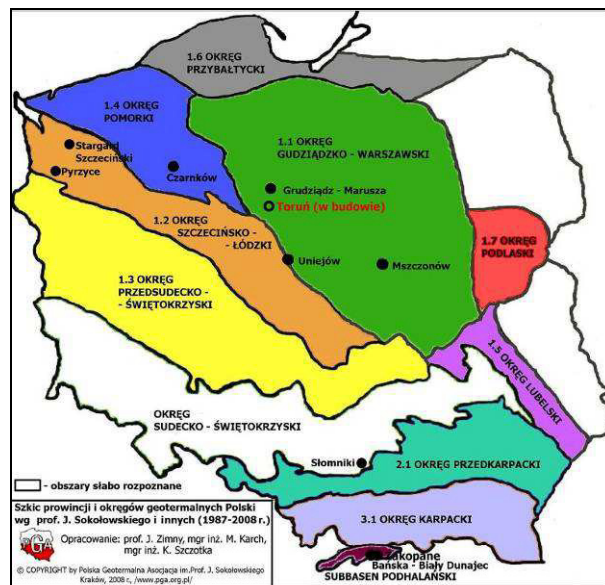 1.6 OKRĘG
PRZYBAŁTYCKI
1.4 OKRĘG
POMORKI
1.1 OKRĘG
GUDZIĄDZKO - WARSZAWSKI
Stargard
Szczeciński
Pyrzyce
Czarnków
Grudziądz - Marusza
Toruń (w budowie)
1.2 OKRĘG
SZCZECIŃSKO -
- ŁÓDZKI
1.7 OKRĘG
PODLASKI
Uniejów
Mszczonów
1.3 OKRĘG
PRZEDSUDECKO -
- ŚWIĘTOKRZYSKI
1.5 OKRĘG LUBELSKI
OKRĘG
SUDECKO - ŚWIĘTOKRZYSKI
Słomniki
2.1 OKRĘG PRZEDKARPACKI
- obszary słabo rozpoznane
3.1 OKRĘG KARPACKI
Szkic prowincji i okręgów geotermalnych Polski
wg prof. J. Sokołowskiego i innych (1987-2008 r.)
PGA
Opracowanie: prof. J. Zimny, mgr inż. M. Karch,
mgr inż. K. Szczotka
© COPYRIGHT by Polska Geotermalna Asocjacja im.Prof. J. Sokołowskiego
Kraków, 2008 r., /www.pga.org.pl/
Zakopane
Bańska - Biały Dunajec
SUBBASEN PODHALAŃSKI